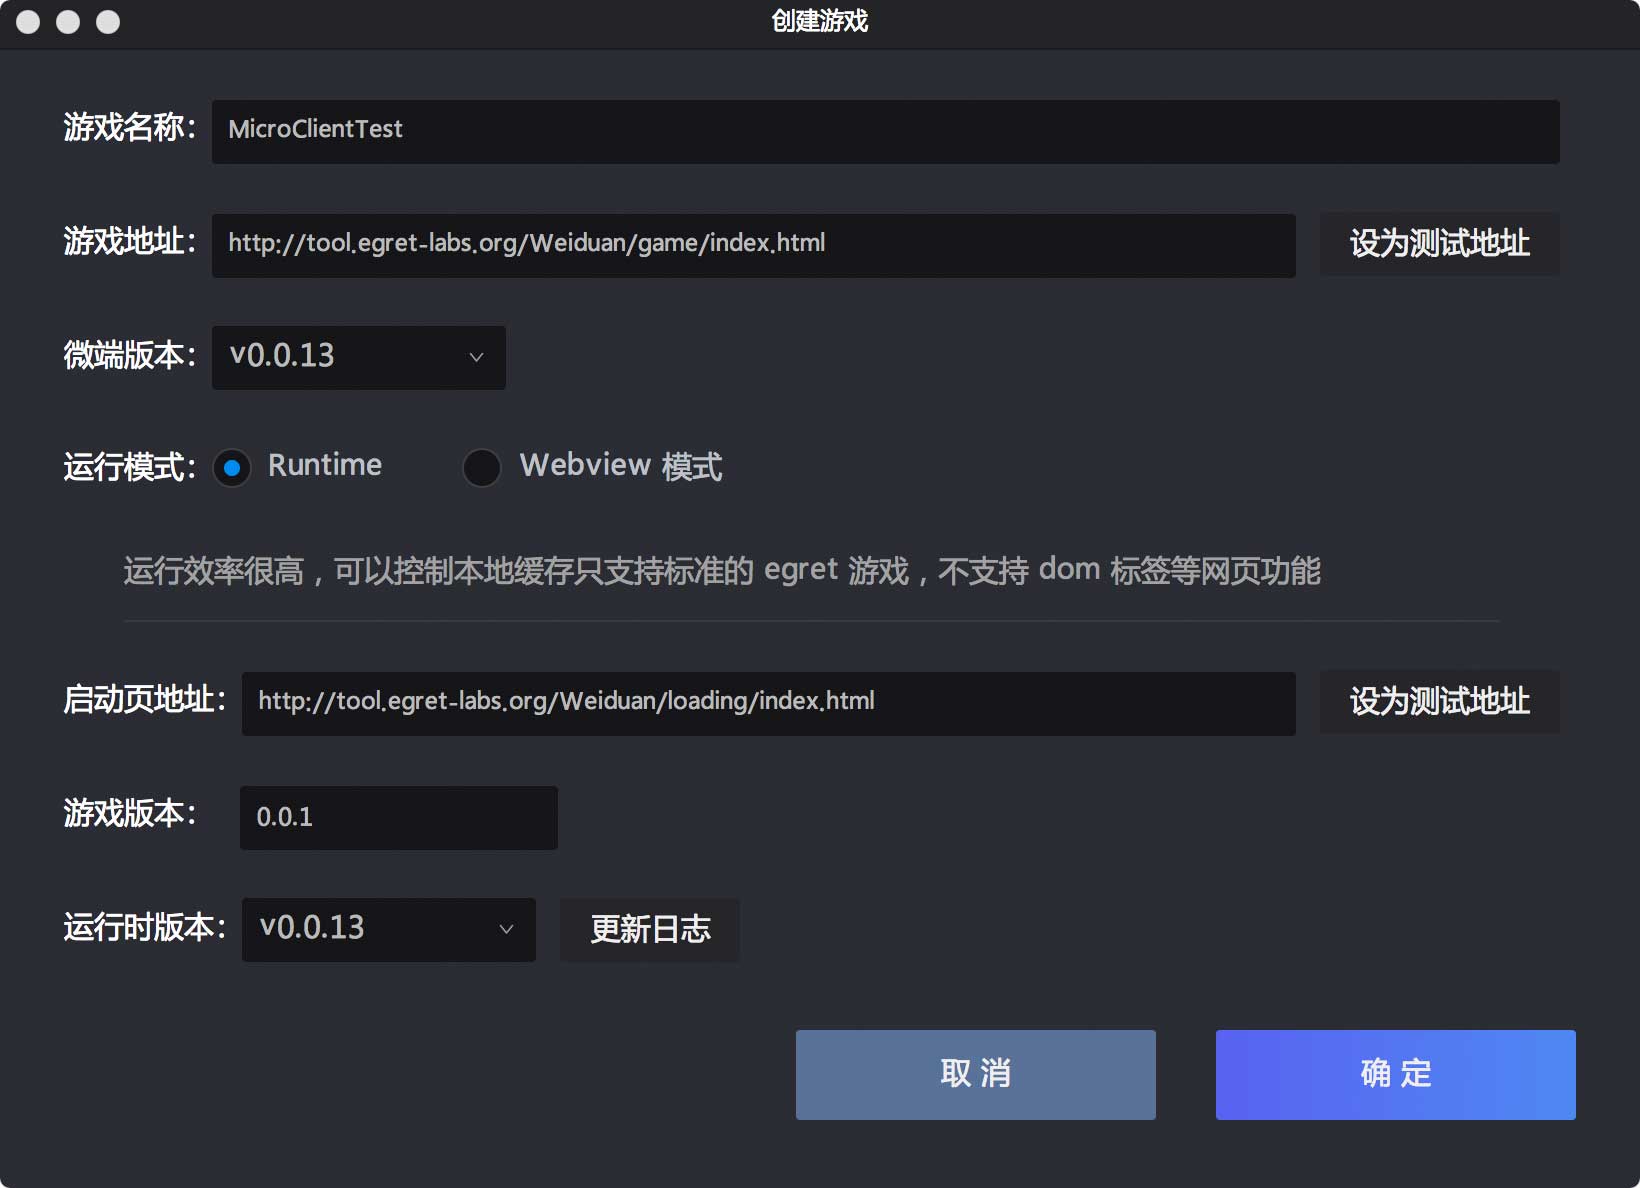 创建游戏
游戏名称： MicroClientTest
游戏地址： http://tool.egret-labs.org/Weiduan/game/index.html 设为测试地址
微端版本： v0.0.13
运行模式： Runtime Webview 模式
运行效率很高，可以控制本地缓存只支持标准的 egret 游戏，不支持 dom 标签等网页功能
启动页地址： http://tool.egret-labs.org/Weiduan/loading/index.html 设为测试地址
游戏版本： 0.0.1
运行时版本： v0.0.13 更新日志
取 消 确 定